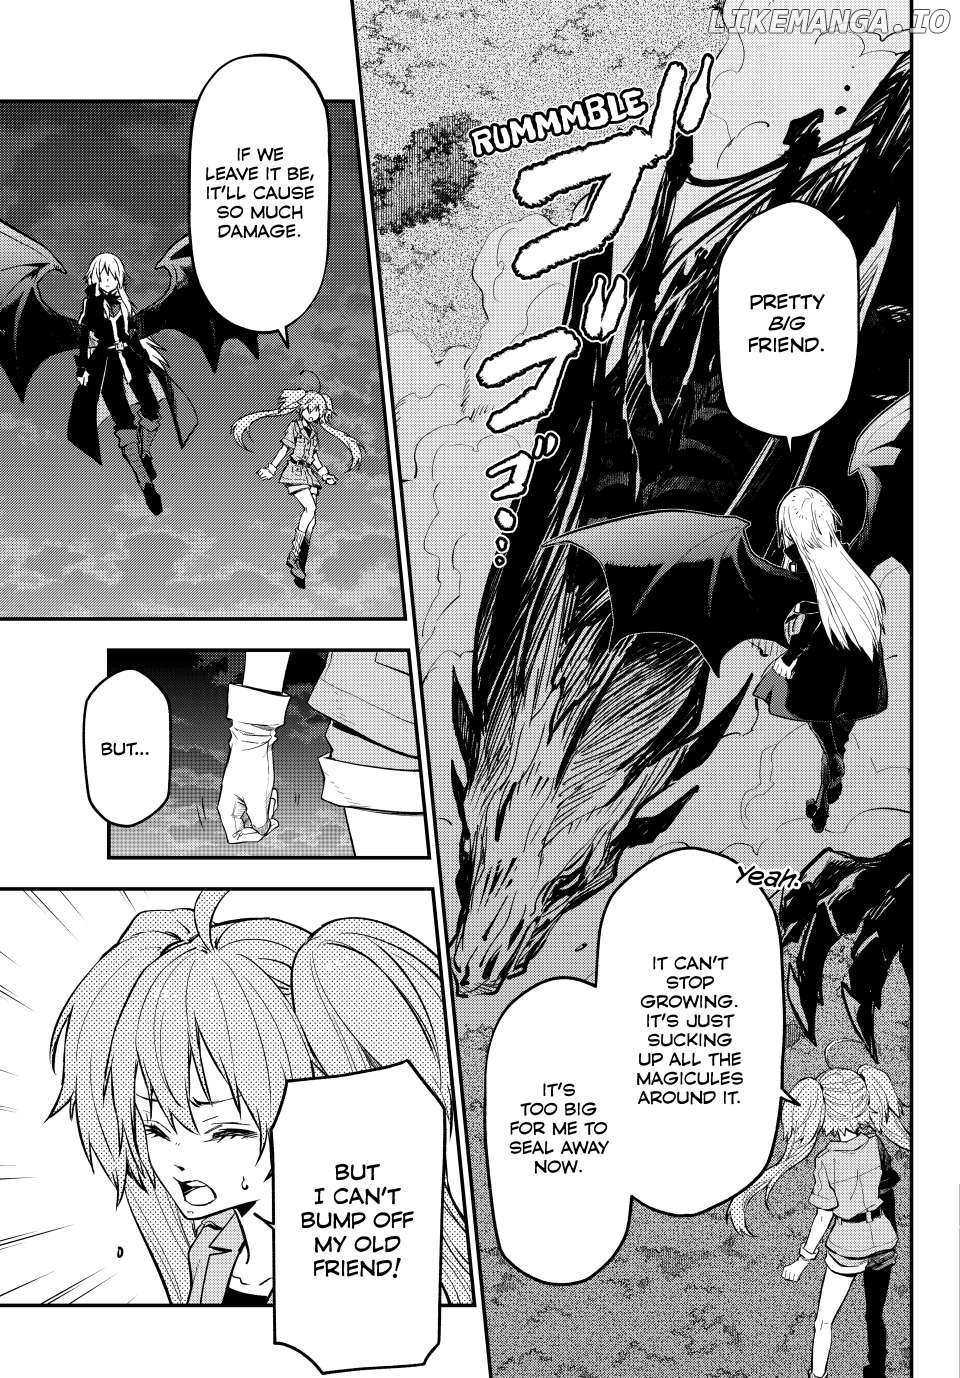 LIKEMANGA.IO
RUMMMMBLE
ゴゴゴゴ...
PRETTY
BIG
FRIEND.
Yeah.
IT CAN'T
STOP
GROWING.
IT'S JUST
SUCKING
UP ALL THE
MAGICULES
AROUND IT.
IT'S
TOO BIG
FOR ME TO
SEAL AWAY
NOW.
IF WE
LEAVE IT BE,
IT'LL CAUSE
SO MUCH
DAMAGE.
BUT...
BUT
I CAN'T
BUMP OFF
MY OLD
FRIEND!